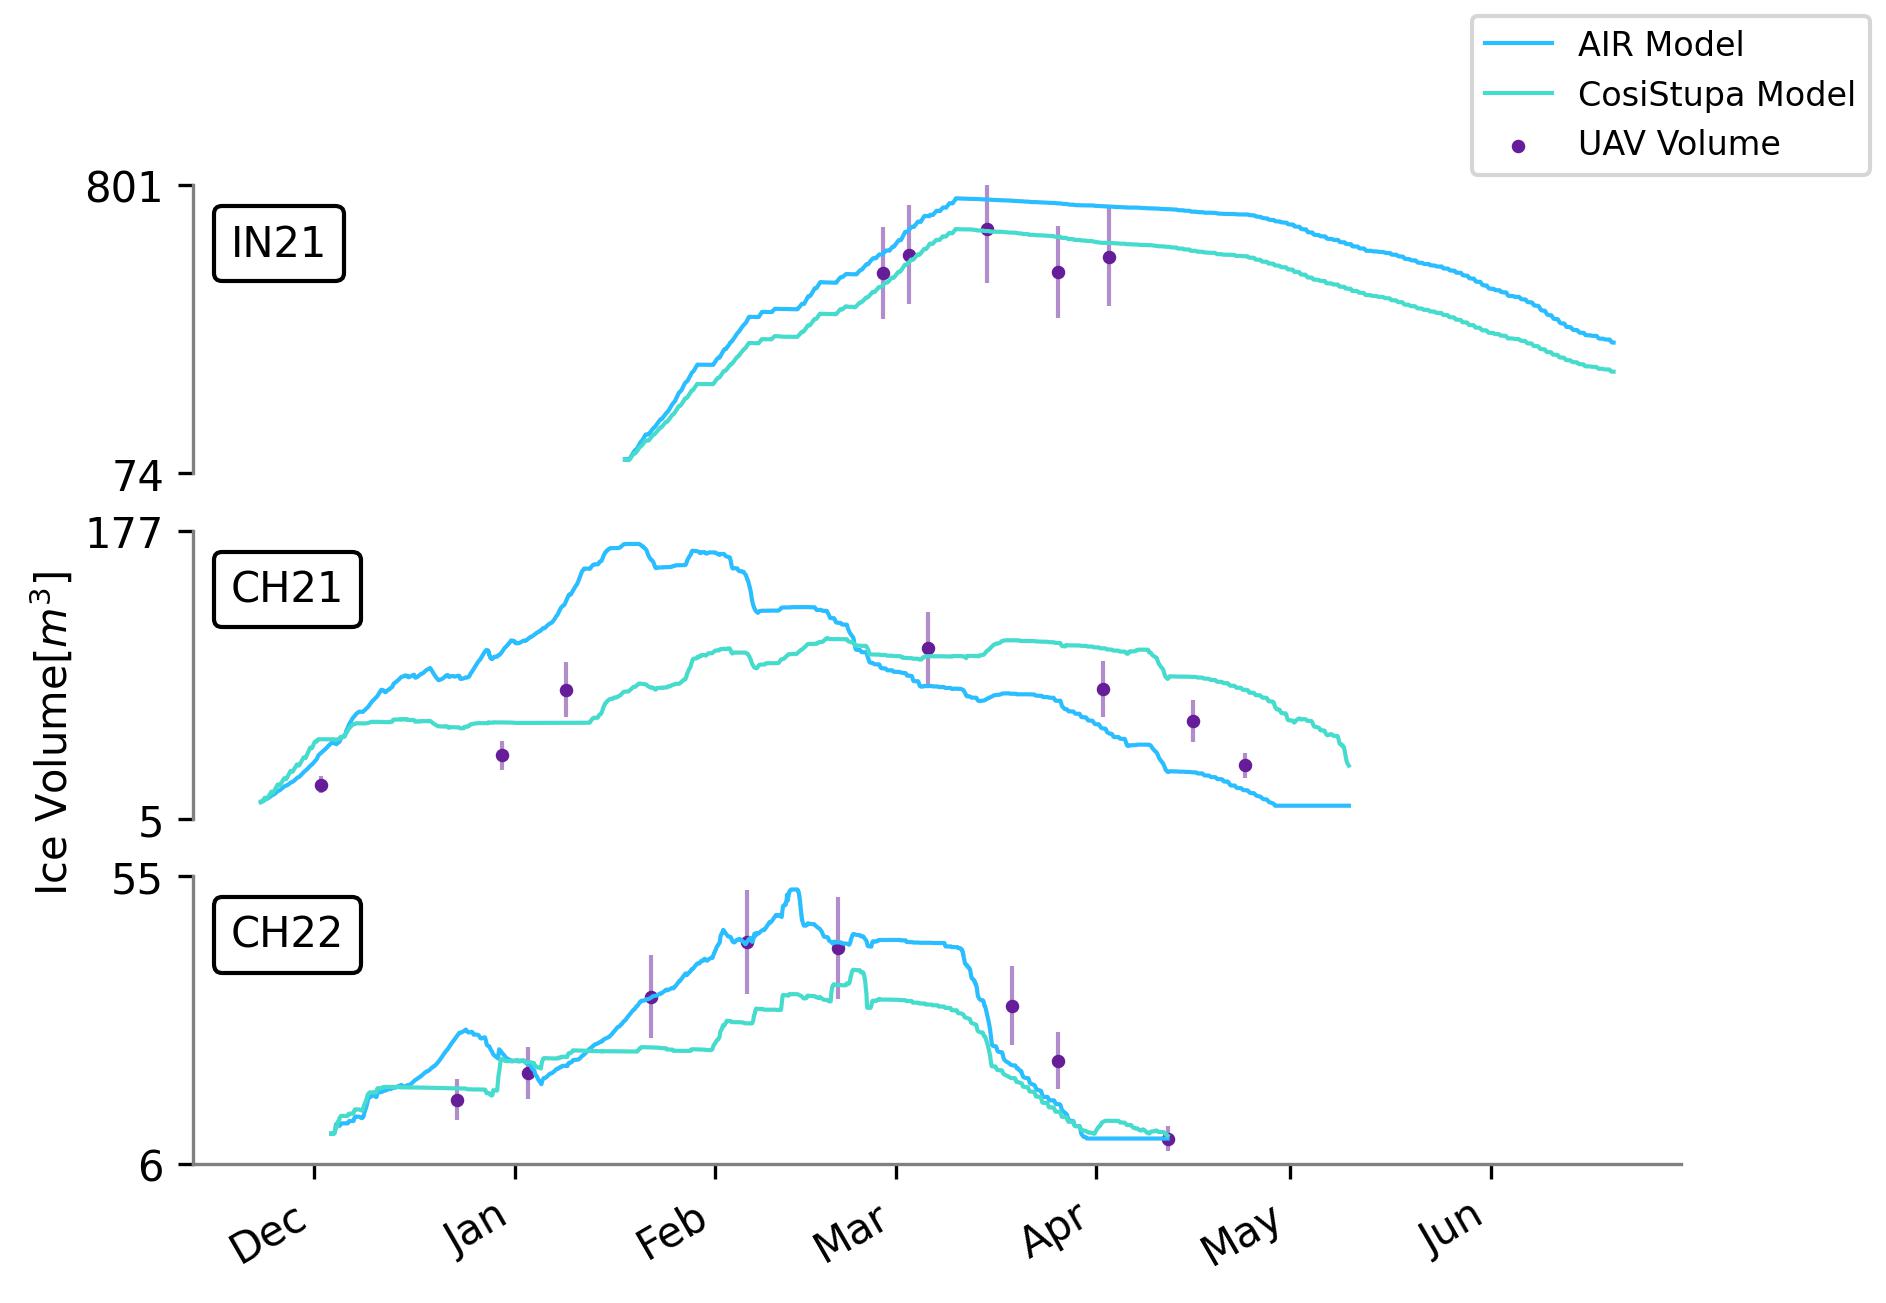 AIR Model
CosiStupa Model
UAV Volume
801
IN21
74
177
CH21
5
55
CH22
6
Ice Volume[m³]
Dec
Jan
Feb
Mar
Apr
May
Jun